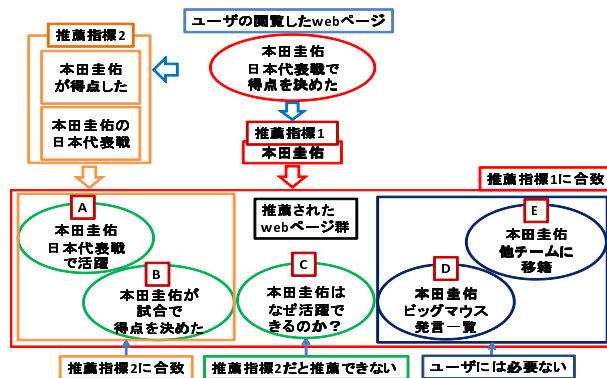 ユーザの閲覧したwebページ
推薦指標2
本田圭佑
が得点した
本田圭佑の
日本代表戦
本田圭佑
日本代表戦で
得点を決めた
推薦指標1
本田圭佑
推薦指標1に合致
推薦された
webページ群
A
本田圭佑
日本代表戦
で活躍
B
本田圭佑が
試合で
得点を決めた
C
本田圭佑は
なぜ活躍で
きるのか？
D
本田圭佑
ビッグマウス
発言一覧
E
本田圭佑
他チームに
移籍
推薦指標2に合致
推薦指標2だと推薦できない
ユーザには必要ない